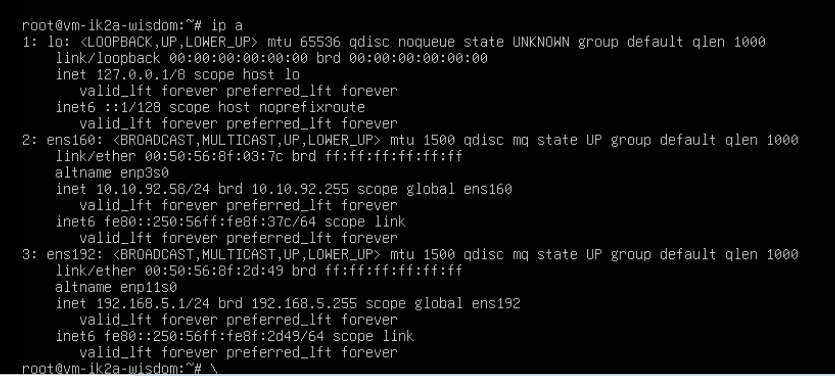 root@vm-ik2a-wisdom:~# ip a
1: lo: <LOOPBACK,UP,LOWER_UP> mtu 65536 qdisc noqueue state UNKNOWN group default qlen 1000
    link/loopback 00:00:00:00:00:00 brd 00:00:00:00:00:00
    inet 127.0.0.1/8 scope host lo
       valid_lft forever preferred_lft forever
    inet6 ::1/128 scope host noprefixroute
       valid_lft forever preferred_lft forever
2: ens160: <BROADCAST,MULTICAST,UP,LOWER_UP> mtu 1500 qdisc mq state UP group default qlen 1000
    link/ether 00:50:56:8f:03:7c brd ff:ff:ff:ff:ff:ff
    altname enp3s0
    inet 10.10.92.58/24 brd 10.10.92.255 scope global ens160
       valid_lft forever preferred_lft forever
    inet6 fe80::250:56ff:fe8f:37c/64 scope link
       valid_lft forever preferred_lft forever
3: ens192: <BROADCAST,MULTICAST,UP,LOWER_UP> mtu 1500 qdisc mq state UP group default qlen 1000
    link/ether 00:50:56:8f:2d:49 brd ff:ff:ff:ff:ff:ff
    altname enp11s0
    inet 192.168.5.1/24 brd 192.168.5.255 scope global ens192
       valid_lft forever preferred_lft forever
    inet6 fe80::250:56ff:fe8f:2d49/64 scope link
       valid_lft forever preferred_lft forever
root@vm-ik2a-wisdom:~# \